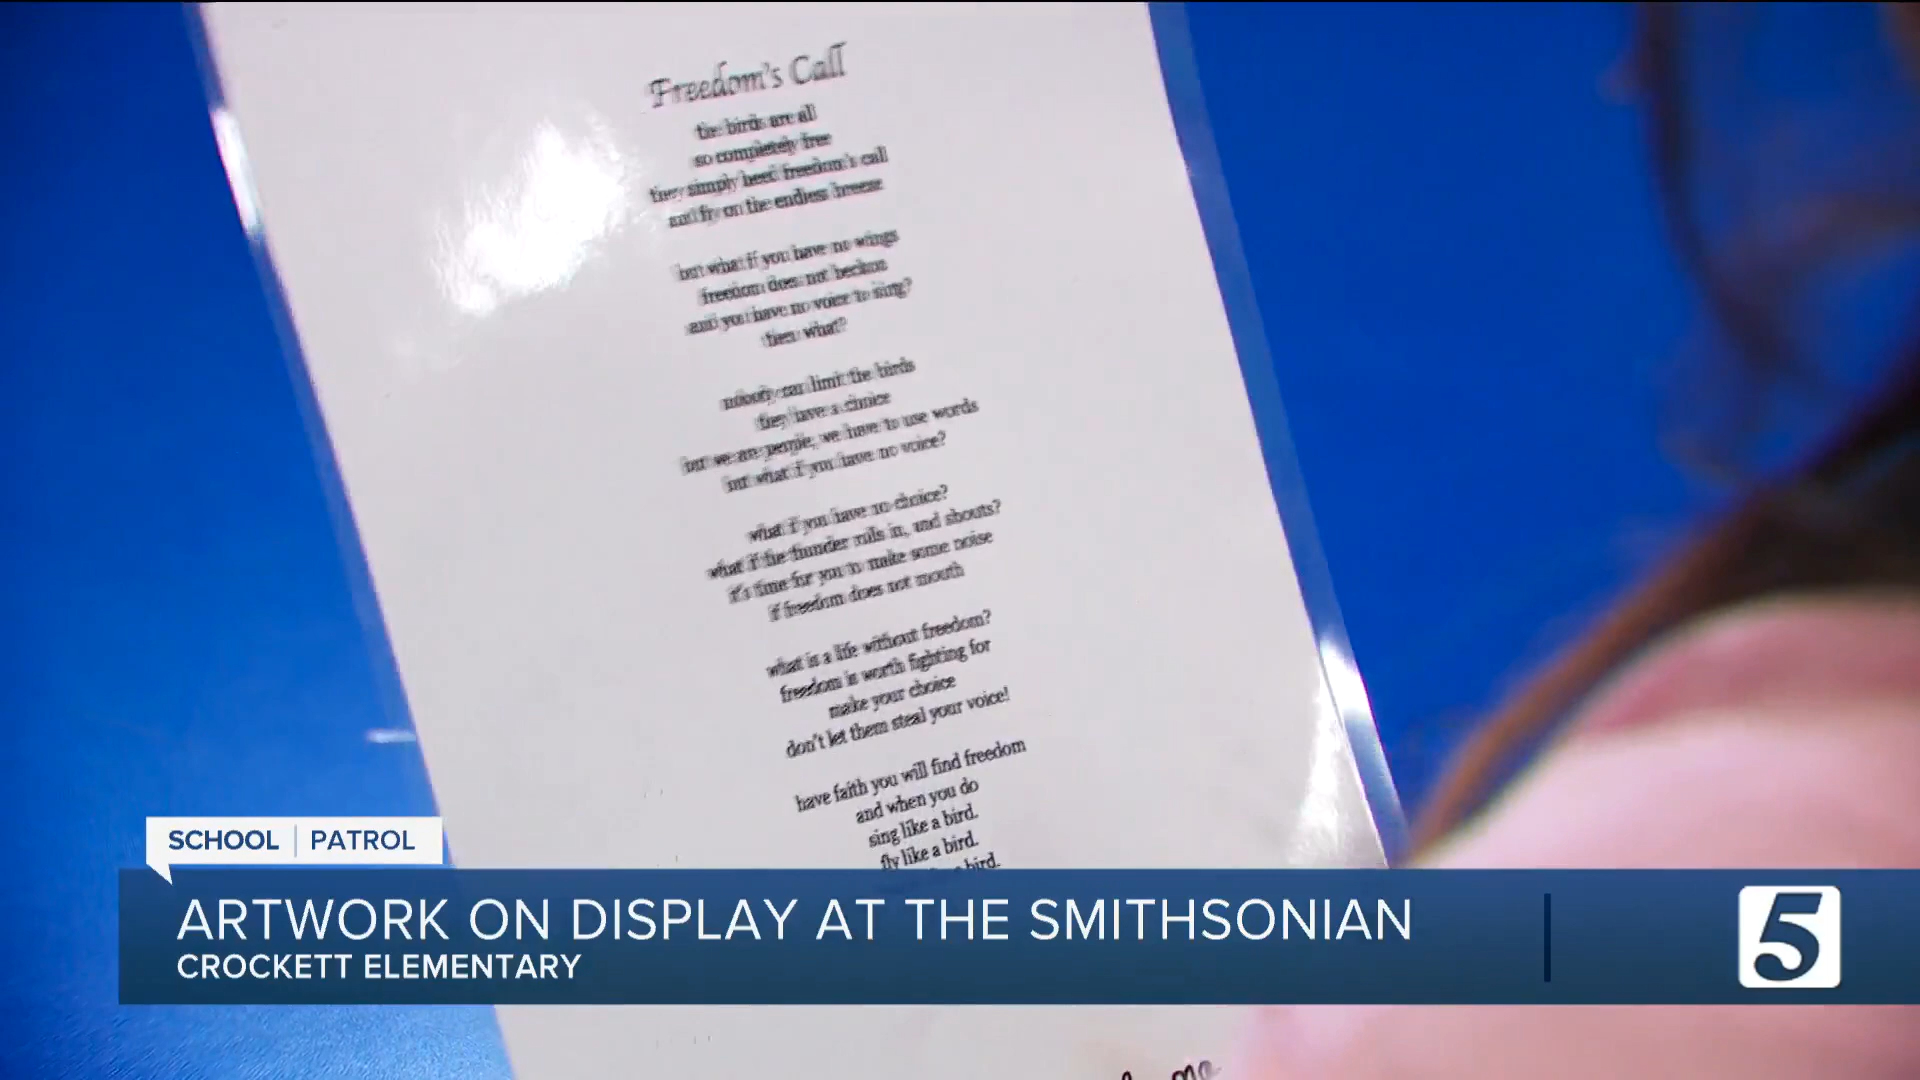 Freedom's Call
the birds are all
so completely free
they simply heed freedom's call
and fly on the endless breeze
but what if you have no wings
freedom does not beckon
and you have no voice to sing?
then what?
nobody can limit the birds
they have a choice
but we are people, we have to use words
but what if you have no voice?
what if you have no choice?
what if the thunder rolls in, and shouts?
it's time for you to make some noise
if freedom does not mouth
what is a life without freedom?
freedom is worth fighting for
make your choice
don't let them steal your voice!
have faith you will find freedom
and when you do
sing like a bird.
fly like a bird.
bird.
SCHOOL | PATROL
ARTWORK ON DISPLAY AT THE SMITHSONIAN
CROCKETT ELEMENTARY
5